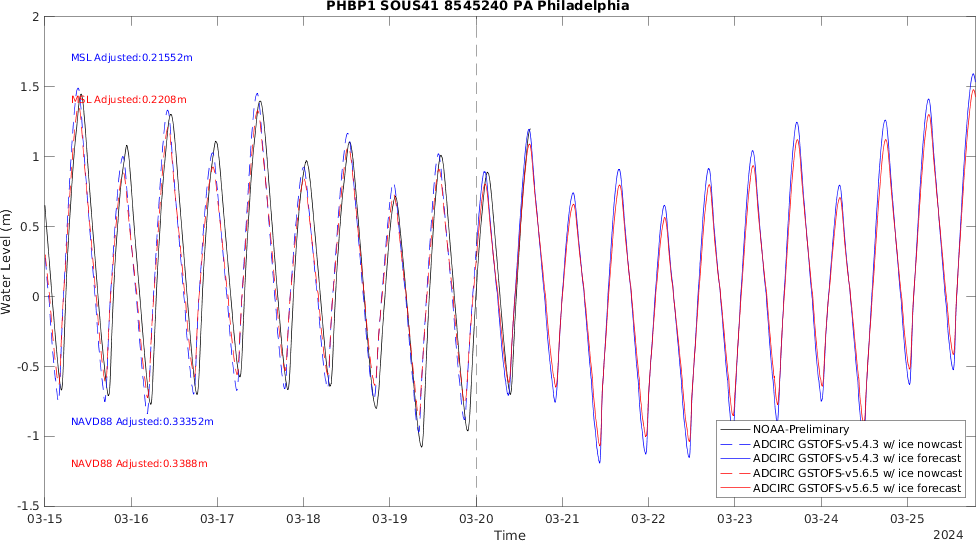 PHBP1 SOUS41 8545240 PA Philadelphia
2
1.5
1
0.5
0
-0.5
-1
-1.5
Water Level (m)
MSL Adjusted:0.21552m
MSL Adjusted:0.2208m
NAVD88 Adjusted:0.33352m
NAVD88 Adjusted:0.3388m
NOAA-Preliminary
ADCIRC GSTOFS-v5.4.3 w/ ice nowcast
ADCIRC GSTOFS-v5.4.3 w/ ice forecast
ADCIRC GSTOFS-v5.6.5 w/ ice nowcast
ADCIRC GSTOFS-v5.6.5 w/ ice forecast
03-15 03-16 03-17 03-18 03-19 03-20 03-21 03-22 03-23 03-24 03-25
Time
2024